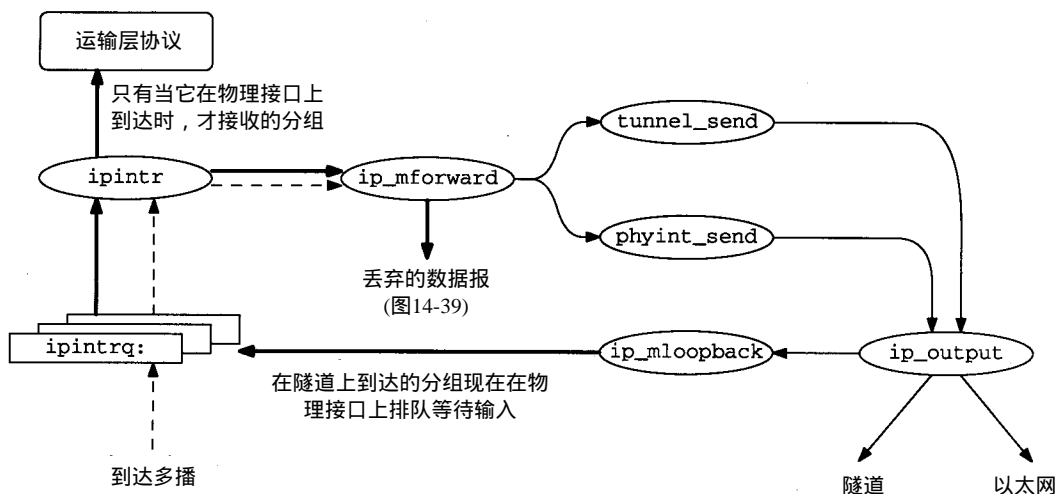 运输层协议
只有当它在物理接口上
到达时，才接收的分组
tunnel_send
ipintr
ip_mforward
phyint_send
丢弃的数据报
(图14-39)
ipintrq:
ip_mloopback
ip_output
在隧道上到达的分组现在在物
理接口上排队等待输入
到达多播
隧道
以太网